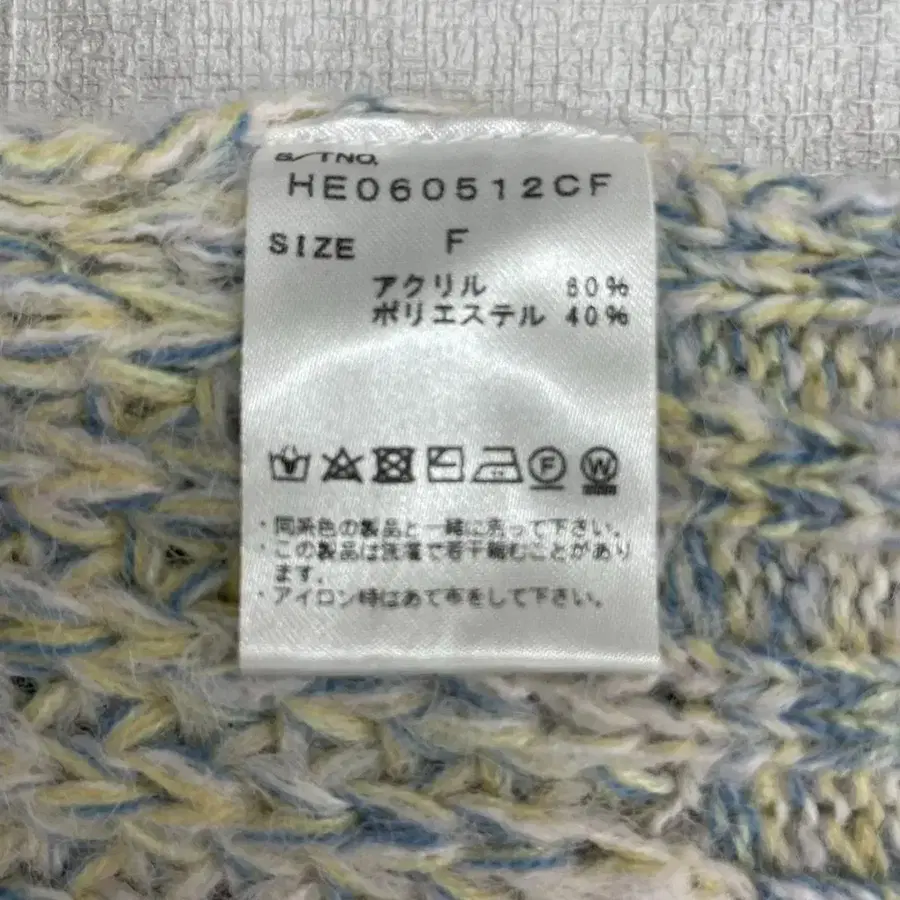 S/TNO.
HE060512CF
SIZE F
アクリル 60%
ポリエステル 40%
F W
・同系色の製品と一緒に洗って下さい。
・この製品は洗濯で若干縮むことがあり
ます。
・アイロン時はあて布をして下さい。